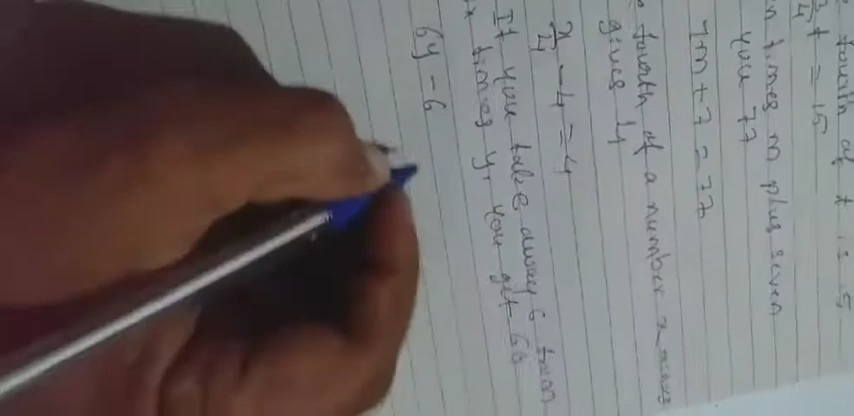 fourth of t is 5
3/4 t = 15
n times m plus seven
you 77
7m + 7 = 77
fourth of a number x minus
gives 4
x/4 - 4 = 4
If you take away 6 from
times y, you get 60
6y - 6